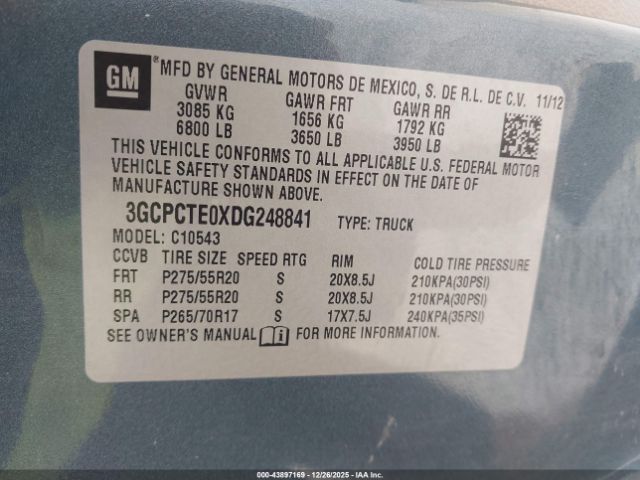 GM
® MFD BY GENERAL MOTORS DE MEXICO, S. DE R.L. DE C.V. 11/12
GVWR GAWR FRT GAWR RR
3085 KG 1656 KG 1792 KG
6800 LB 3650 LB 3950 LB
THIS VEHICLE CONFORMS TO ALL APPLICABLE U.S. FEDERAL MOTOR
VEHICLE SAFETY STANDARDS IN EFFECT ON THE DATE OF
MANUFACTURE SHOWN ABOVE.
3GCPCTE0XDG248841 TYPE: TRUCK
MODEL: C10543
CCVB TIRE SIZE SPEED RTG RIM COLD TIRE PRESSURE
FRT P275/55R20 S 20X8.5J 210KPA(30PSI)
RR P275/55R20 S 20X8.5J 210KPA(30PSI)
SPA P265/70R17 S 17X7.5J 240KPA(35PSI)
SEE OWNER'S MANUAL FOR MORE INFORMATION.
000-43897169 - 12/26/2025 - IAA, Inc.